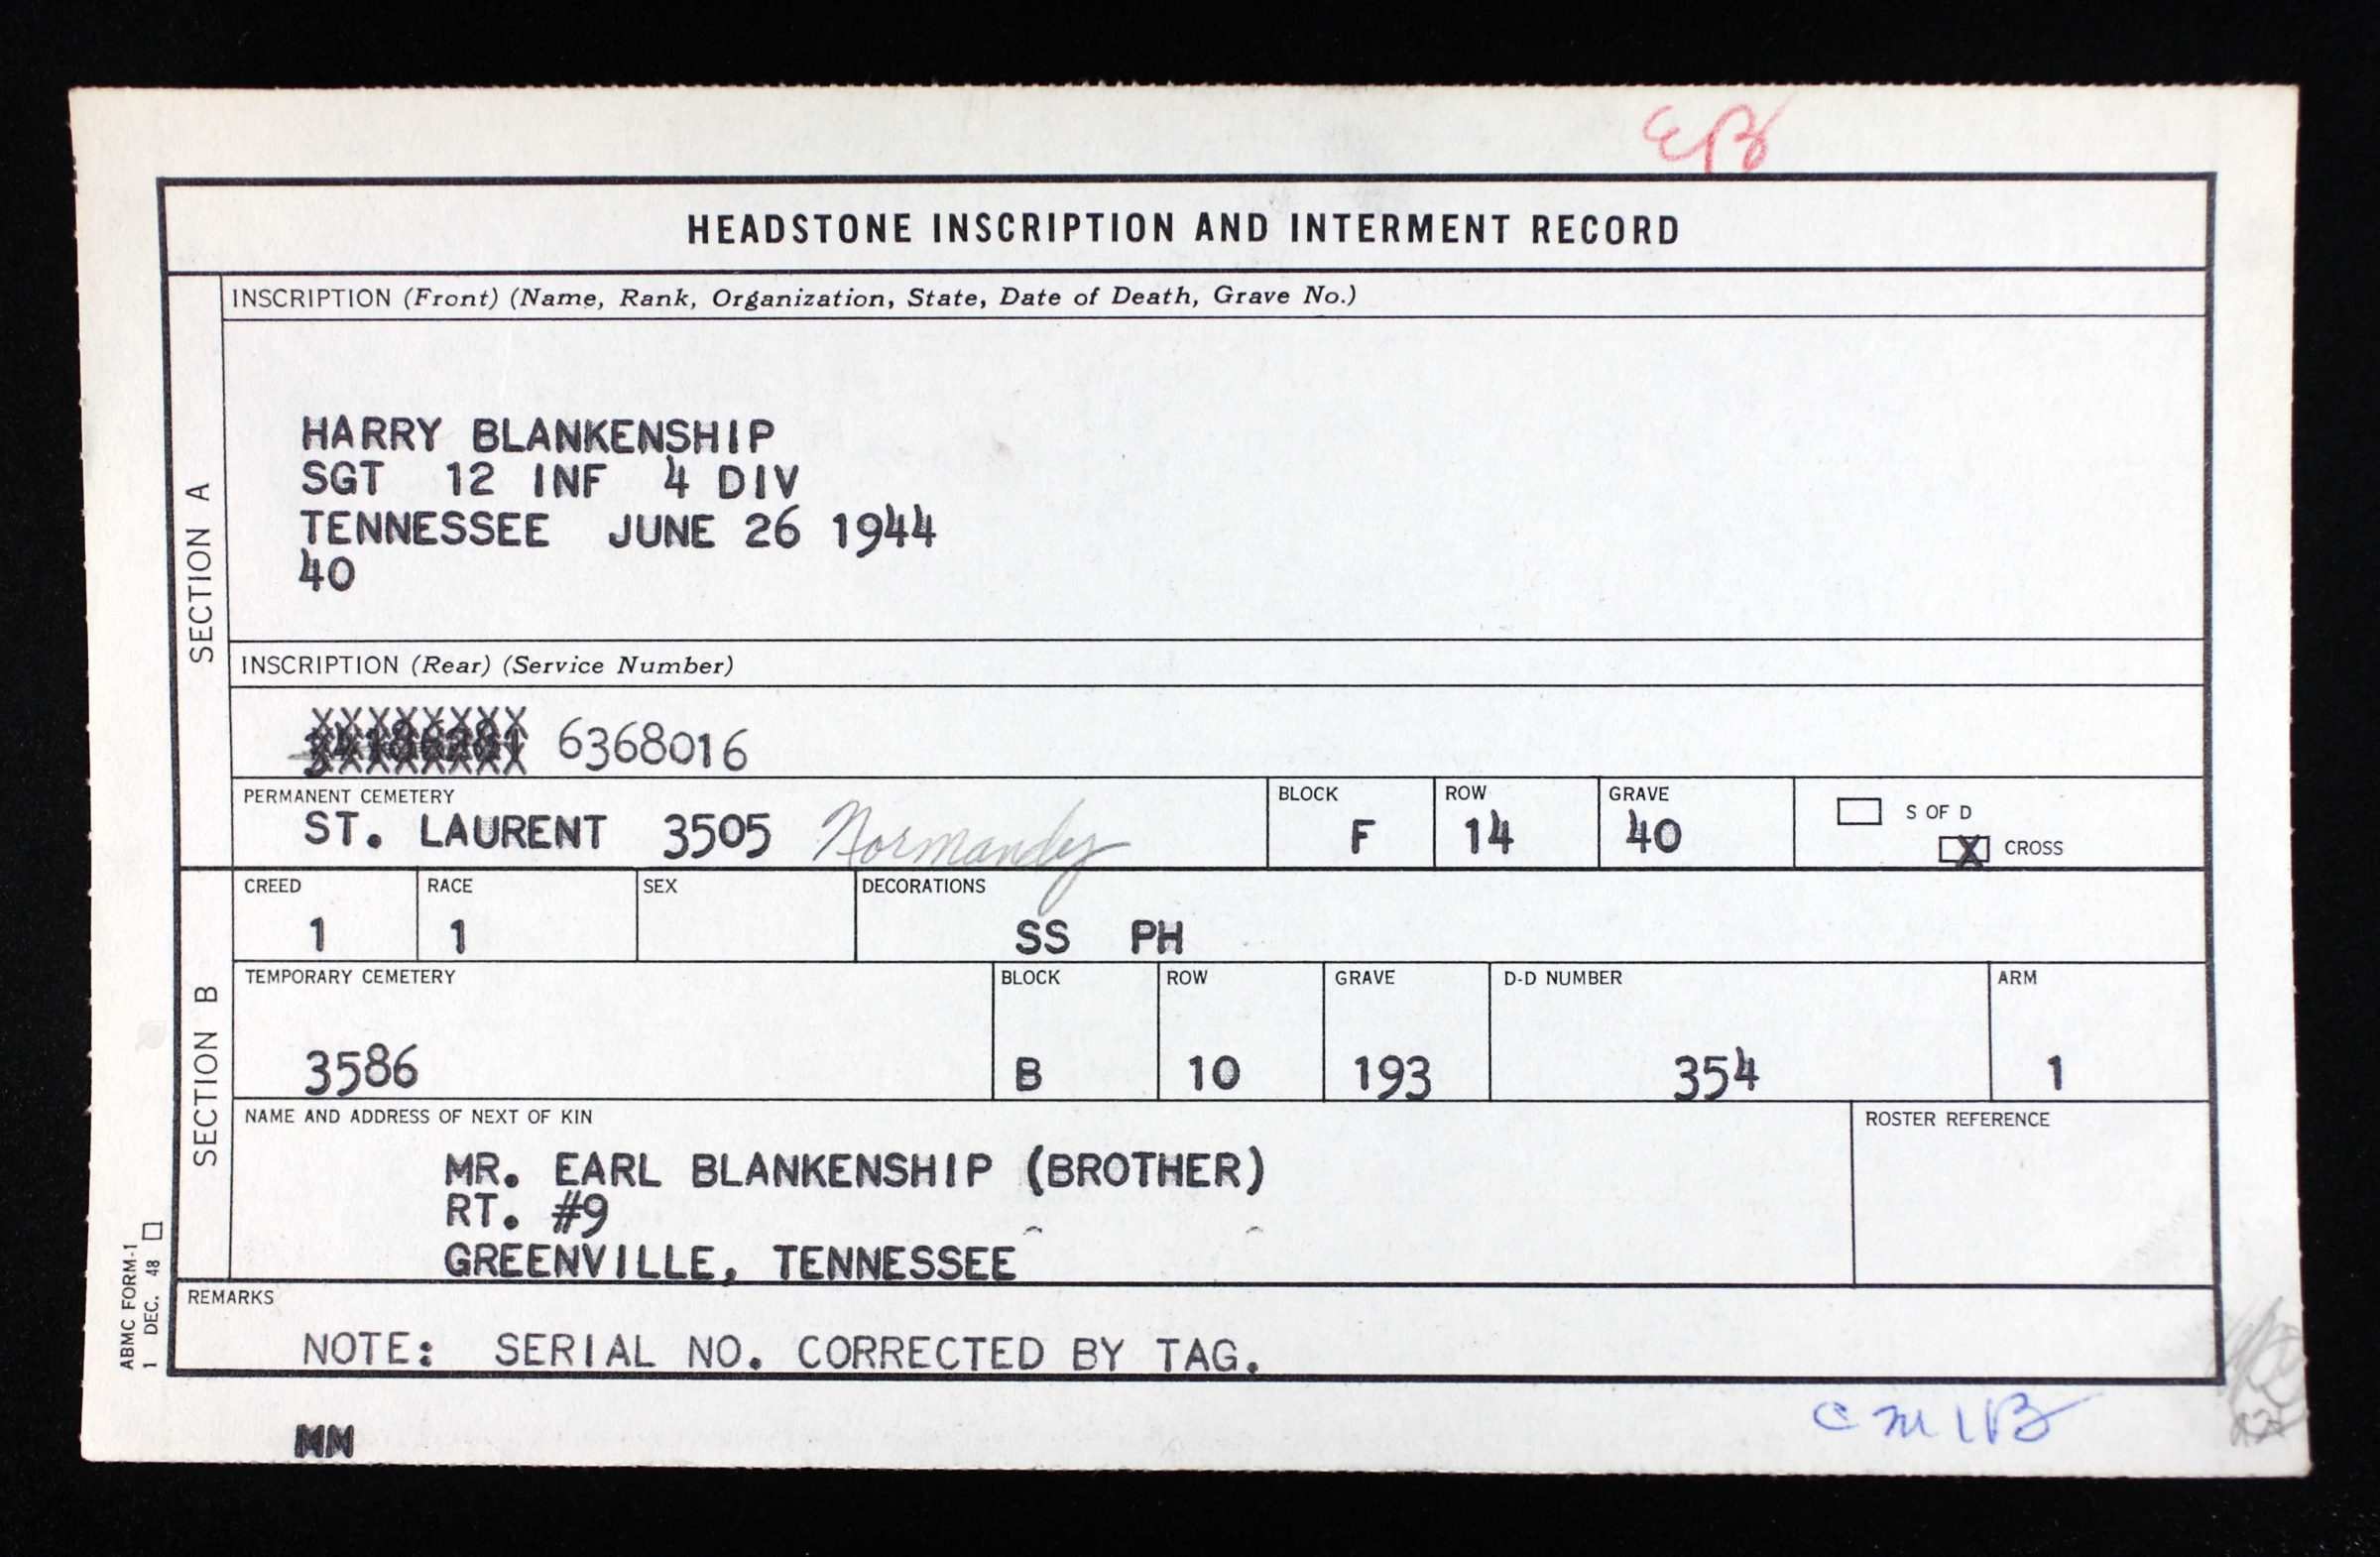 EB
HEADSTONE INSCRIPTION AND INTERMENT RECORD
SECTION A
INSCRIPTION (Front) (Name, Rank, Organization, State, Date of Death, Grave No.)
HARRY BLANKENSHIP
SGT 12 INF 4 DIV
TENNESSEE JUNE 26 1944
40
INSCRIPTION (Rear) (Service Number)
XXXXXXXX 6368016
PERMANENT CEMETERY BLOCK ROW GRAVE
ST. LAURENT 3505 Normandy F 14 40
S OF D
X CROSS
SECTION B
CREED RACE SEX DECORATIONS
1 1 SS PH
TEMPORARY CEMETERY BLOCK ROW GRAVE D-D NUMBER ARM
3586 B 10 193 354 1
NAME AND ADDRESS OF NEXT OF KIN ROSTER REFERENCE
MR. EARL BLANKENSHIP (BROTHER)
RT. #9
GREENVILLE, TENNESSEE
REMARKS
NOTE: SERIAL NO. CORRECTED BY TAG.
ABMC FORM-1
1 DEC. 48